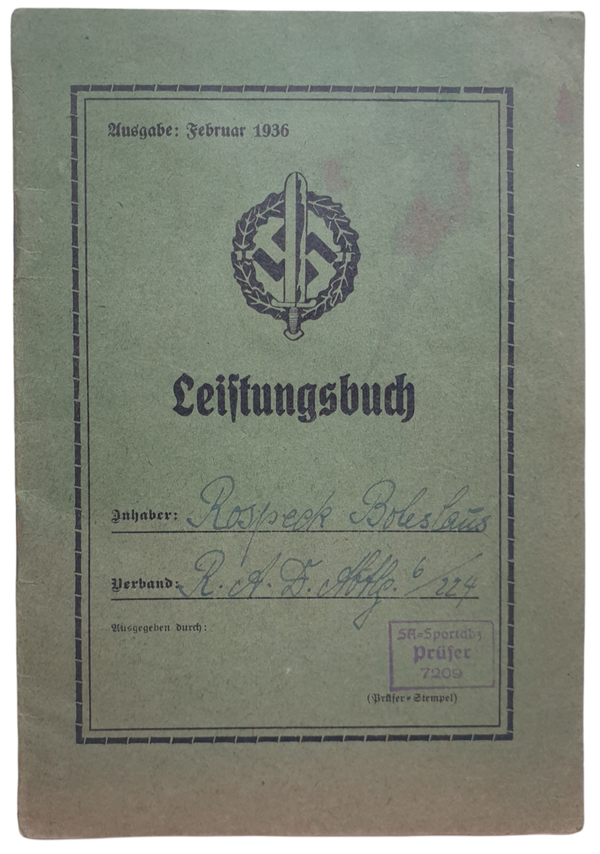 Ausgabe: Februar 1936
Leistungsbuch
Inhaber: Rospeck Boleslaus
Verband: R. A. D. Abtlg. 6/224
Ausgegeben durch:
SA=Sportabz.
Prüfer
7209
(Prüfer=Stempel)